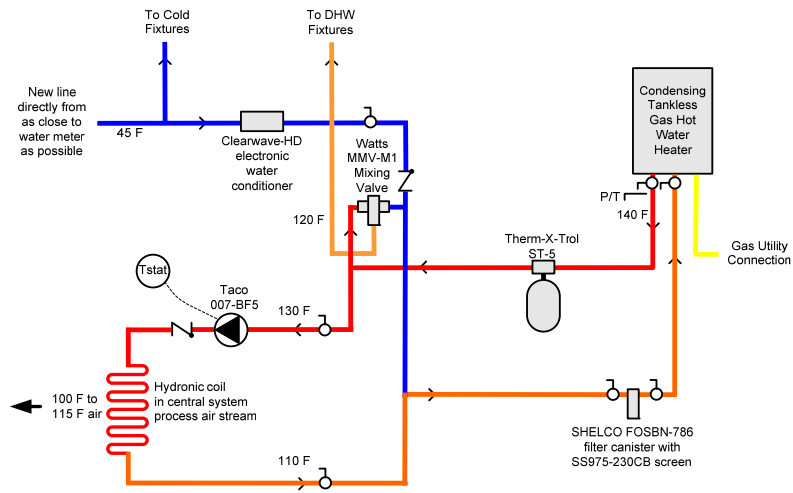 To Cold
Fixtures
To DHW
Fixtures
New line
directly from
as close to
water meter
as possible
45 F
Clearwave-HD
electronic
water
conditioner
Watts
MMV-M1
Mixing
Valve
Condensing
Tankless
Gas Hot
Water
Heater
P/T
140 F
120 F
Therm-X-Trol
ST-5
Gas Utility
Connection
Tstat
Taco
007-BF5
130 F
100 F to
115 F air
Hydronic coil
in central system
process air stream
110 F
SHELCO FOSBN-786
filter canister with
SS975-230CB screen